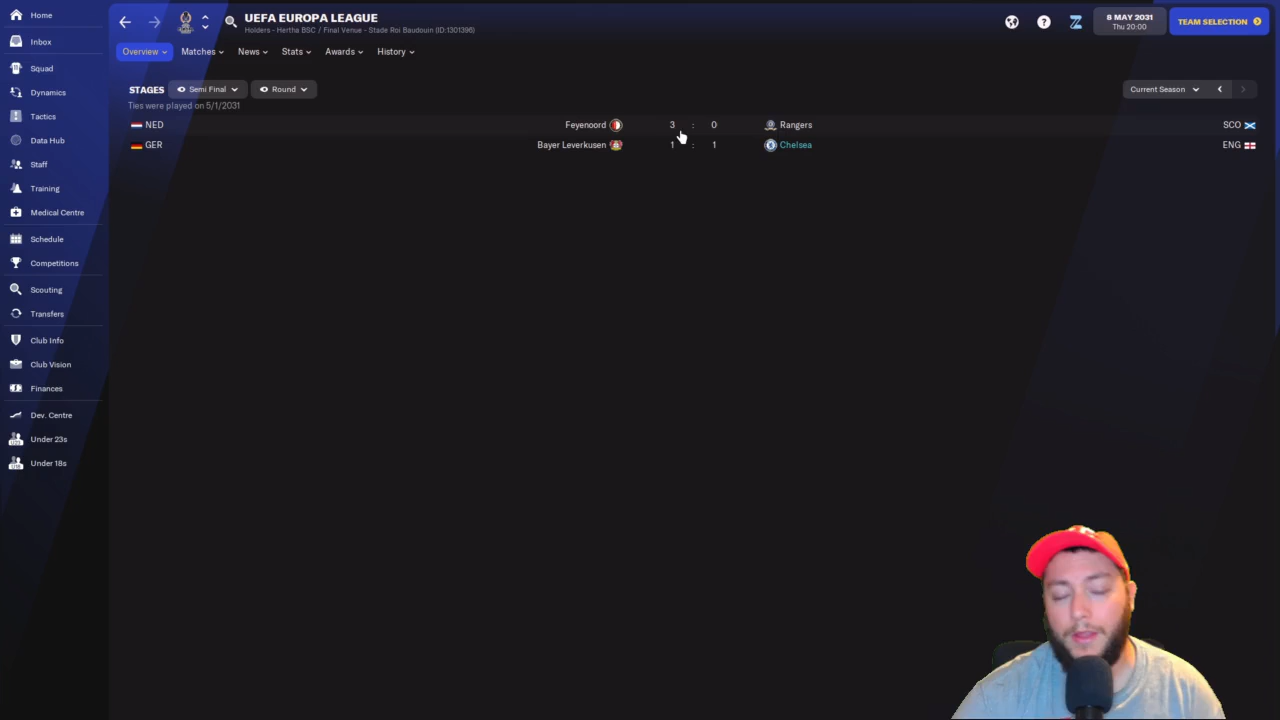 Home
Inbox
Squad
Dynamics
Tactics
Data Hub
Staff
Training
Medical Centre
Schedule
Competitions
Scouting
Transfers
Club Info
Club Vision
Finances
Dev. Centre
Under 23s
Under 18s
UEFA EUROPA LEAGUE
Holders - Hertha BSC / Final Venue - Stade Roi Baudouin (ID:1301396)
8 MAY 2031
Thu 20:00
TEAM SELECTION
Overview Matches News Stats Awards History
STAGES Semi Final Round Current Season
Ties were played on 5/1/2031
NED Feyenoord 3 : 0 Rangers SCO
GER Bayer Leverkusen 1 : 1 Chelsea ENG